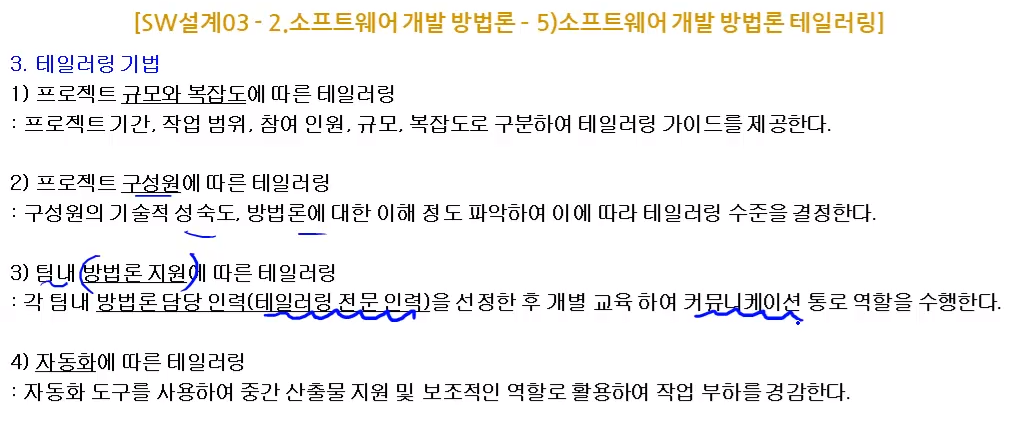 [SW설계03 - 2.소프트웨어 개발 방법론 - 5)소프트웨어 개발 방법론 테일러링]
3. 테일러링 기법
1) 프로젝트 규모와 복잡도에 따른 테일러링
: 프로젝트 기간, 작업 범위, 참여 인원, 규모, 복잡도로 구분하여 테일러링 가이드를 제공한다.
2) 프로젝트 구성원에 따른 테일러링
: 구성원의 기술적 성숙도, 방법론에 대한 이해 정도 파악하여 이에 따라 테일러링 수준을 결정한다.
3) 팀내 방법론 지원에 따른 테일러링
: 각 팀내 방법론 담당 인력(테일러링 전문 인력)을 선정한 후 개별 교육 하여 커뮤니케이션 통로 역할을 수행한다.
4) 자동화에 따른 테일러링
: 자동화 도구를 사용하여 중간 산출물 지원 및 보조적인 역할로 활용하여 작업 부하를 경감한다.